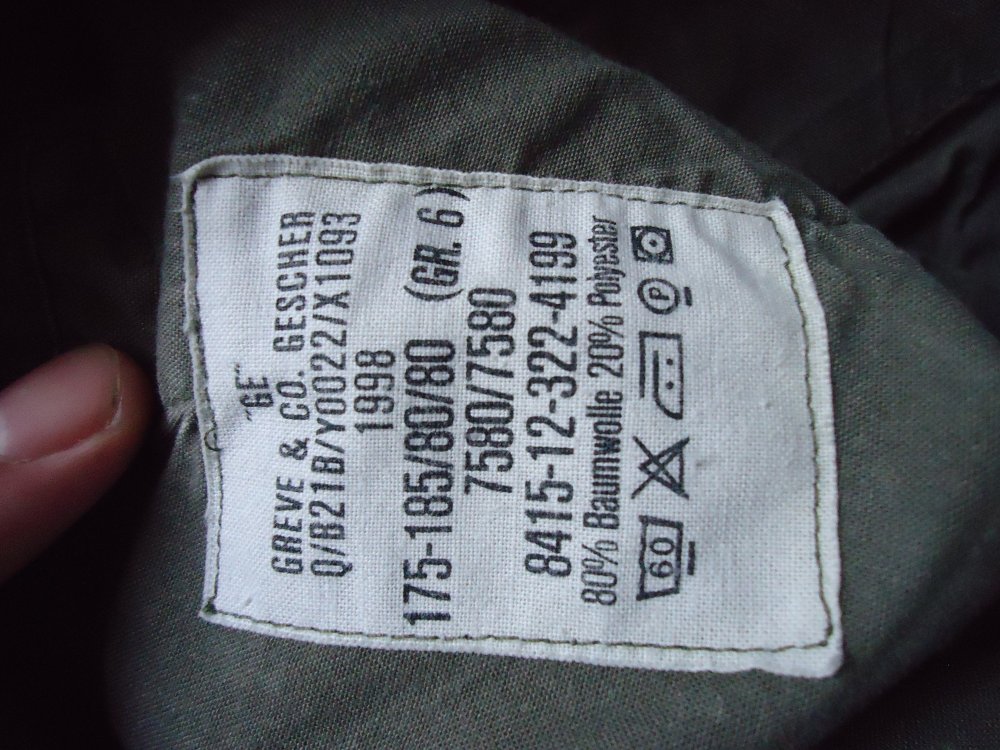 "GE"
GREVE & CO. GESCHER
Q/B21B/Y0022/X1093
1998
175-185/80/80 (GR. 6)
7580/7580
8415-12-322-4199
80% Baumwolle 20% Polyester
60 P